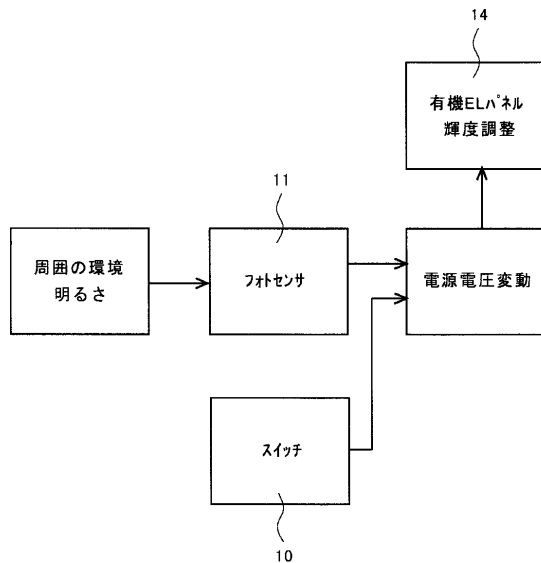 14
有機ELﾊﾟﾈﾙ
輝度調整
11
周囲の環境
明るさ
ﾌｫﾄｾﾝｻ
電源電圧変動
ｽｲｯﾁ
10